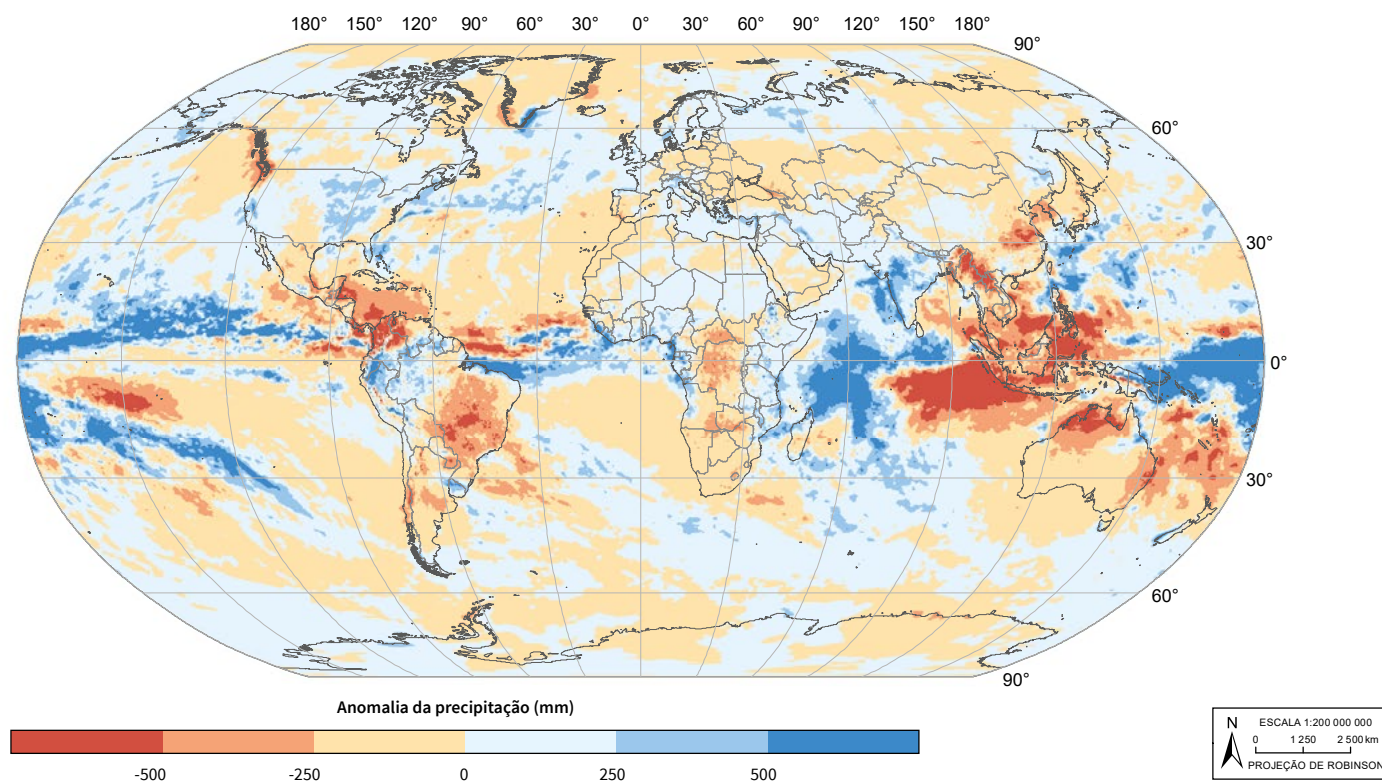 180° 150° 120° 90° 60° 30° 0° 30° 60° 90° 120° 150° 180°
90°
60°
30°
0°
30°
60°
90°
Anomalia da precipitação (mm)
-500 -250 0 250 500
N
ESCALA 1:200 000 000
0 1 250 2 500 km
PROJEÇÃO DE ROBINSON